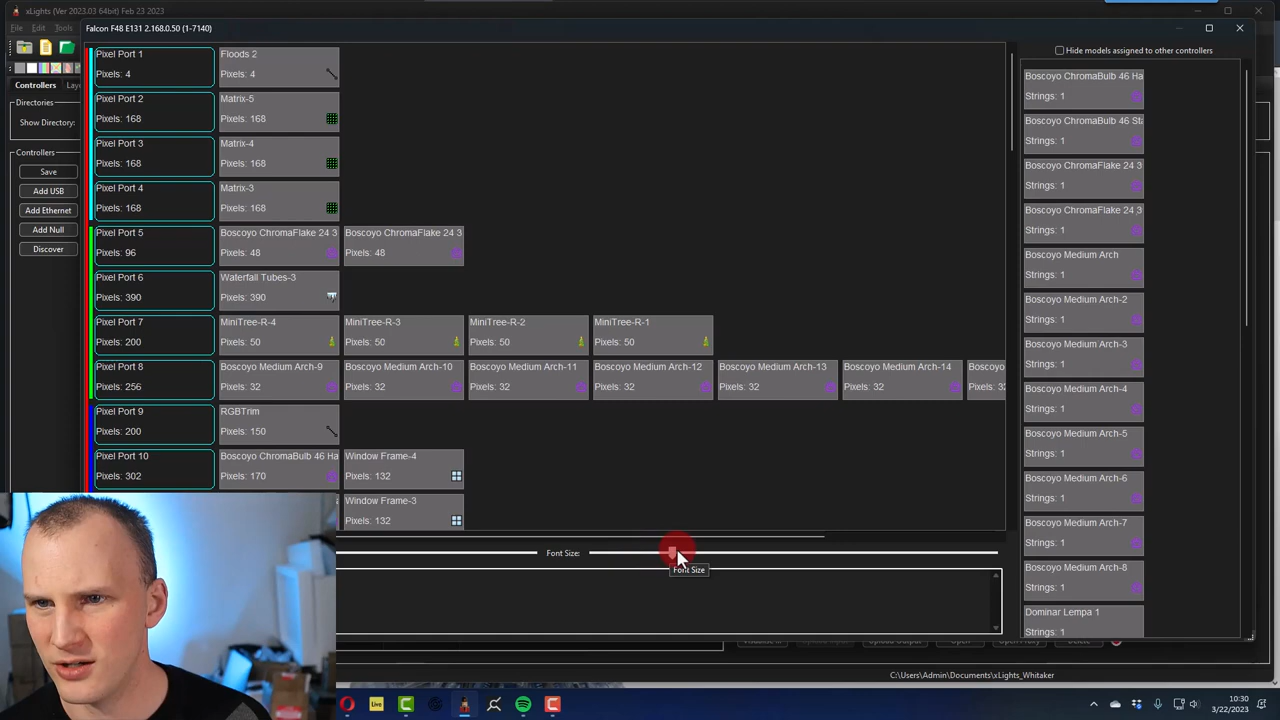 xLights (Ver 2023.03 64bit) Feb 23 2023
File Edit Tools
Falcon F48 E131 2.168.0.50 (1-7140)
Hide models assigned to other controllers
Controllers
Directories
Show Directory:
Controllers
Save
Add USB
Add Ethernet
Add Null
Discover
Pixel Port 1
Pixels: 4
Floods 2
Pixels: 4
Pixel Port 2
Pixels: 168
Matrix-5
Pixels: 168
Pixel Port 3
Pixels: 168
Matrix-4
Pixels: 168
Pixel Port 4
Pixels: 168
Matrix-3
Pixels: 168
Pixel Port 5
Pixels: 96
Boscoyo ChromaFlake 24 3
Pixels: 48
Boscoyo ChromaFlake 24 3
Pixels: 48
Pixel Port 6
Pixels: 390
Waterfall Tubes-3
Pixels: 390
Pixel Port 7
Pixels: 200
MiniTree-R-4
Pixels: 50
MiniTree-R-3
Pixels: 50
MiniTree-R-2
Pixels: 50
MiniTree-R-1
Pixels: 50
Pixel Port 8
Pixels: 256
Boscoyo Medium Arch-9
Pixels: 32
Boscoyo Medium Arch-10
Pixels: 32
Boscoyo Medium Arch-11
Pixels: 32
Boscoyo Medium Arch-12
Pixels: 32
Boscoyo Medium Arch-13
Pixels: 32
Boscoyo Medium Arch-14
Pixels: 32
Boscoyo
Pixels: 32
Pixel Port 9
Pixels: 200
RGBTrim
Pixels: 150
Pixel Port 10
Pixels: 302
Boscoyo ChromaBulb 46 Ha
Pixels: 170
Window Frame-4
Pixels: 132
Window Frame-3
Pixels: 132
Font Size:
Font Size
Boscoyo ChromaBulb 46 Ha
Strings: 1
Boscoyo ChromaBulb 46 Sta
Strings: 1
Boscoyo ChromaFlake 24 3
Strings: 1
Boscoyo ChromaFlake 24 3
Strings: 1
Boscoyo Medium Arch
Strings: 1
Boscoyo Medium Arch-2
Strings: 1
Boscoyo Medium Arch-3
Strings: 1
Boscoyo Medium Arch-4
Strings: 1
Boscoyo Medium Arch-5
Strings: 1
Boscoyo Medium Arch-6
Strings: 1
Boscoyo Medium Arch-7
Strings: 1
Boscoyo Medium Arch-8
Strings: 1
Dominar Lempa 1
Strings: 1
C:\Users\Admin\Documents\xLights_Whitaker
Live
10:30
3/22/2023